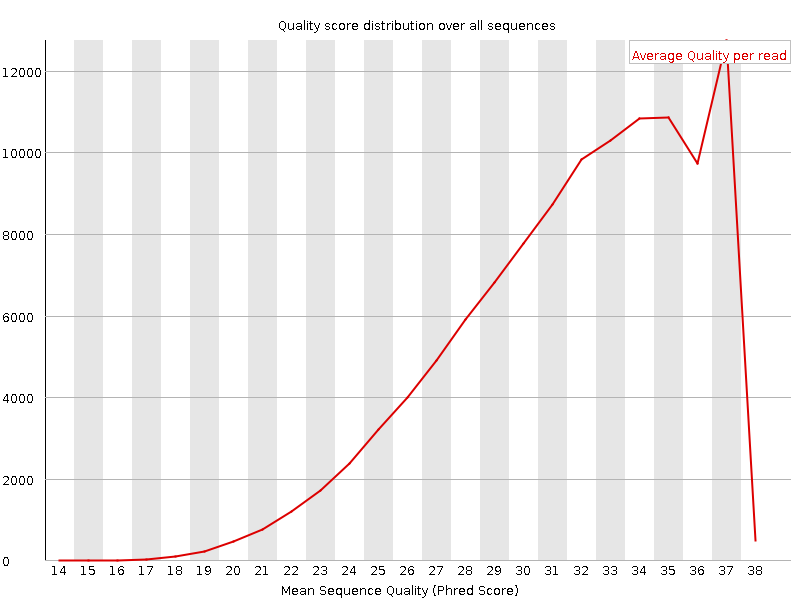 Quality score distribution over all sequences
Average Quality per read
12000
10000
8000
6000
4000
2000
0
14 15 16 17 18 19 20 21 22 23 24 25 26 27 28 29 30 31 32 33 34 35 36 37 38
Mean Sequence Quality (Phred Score)